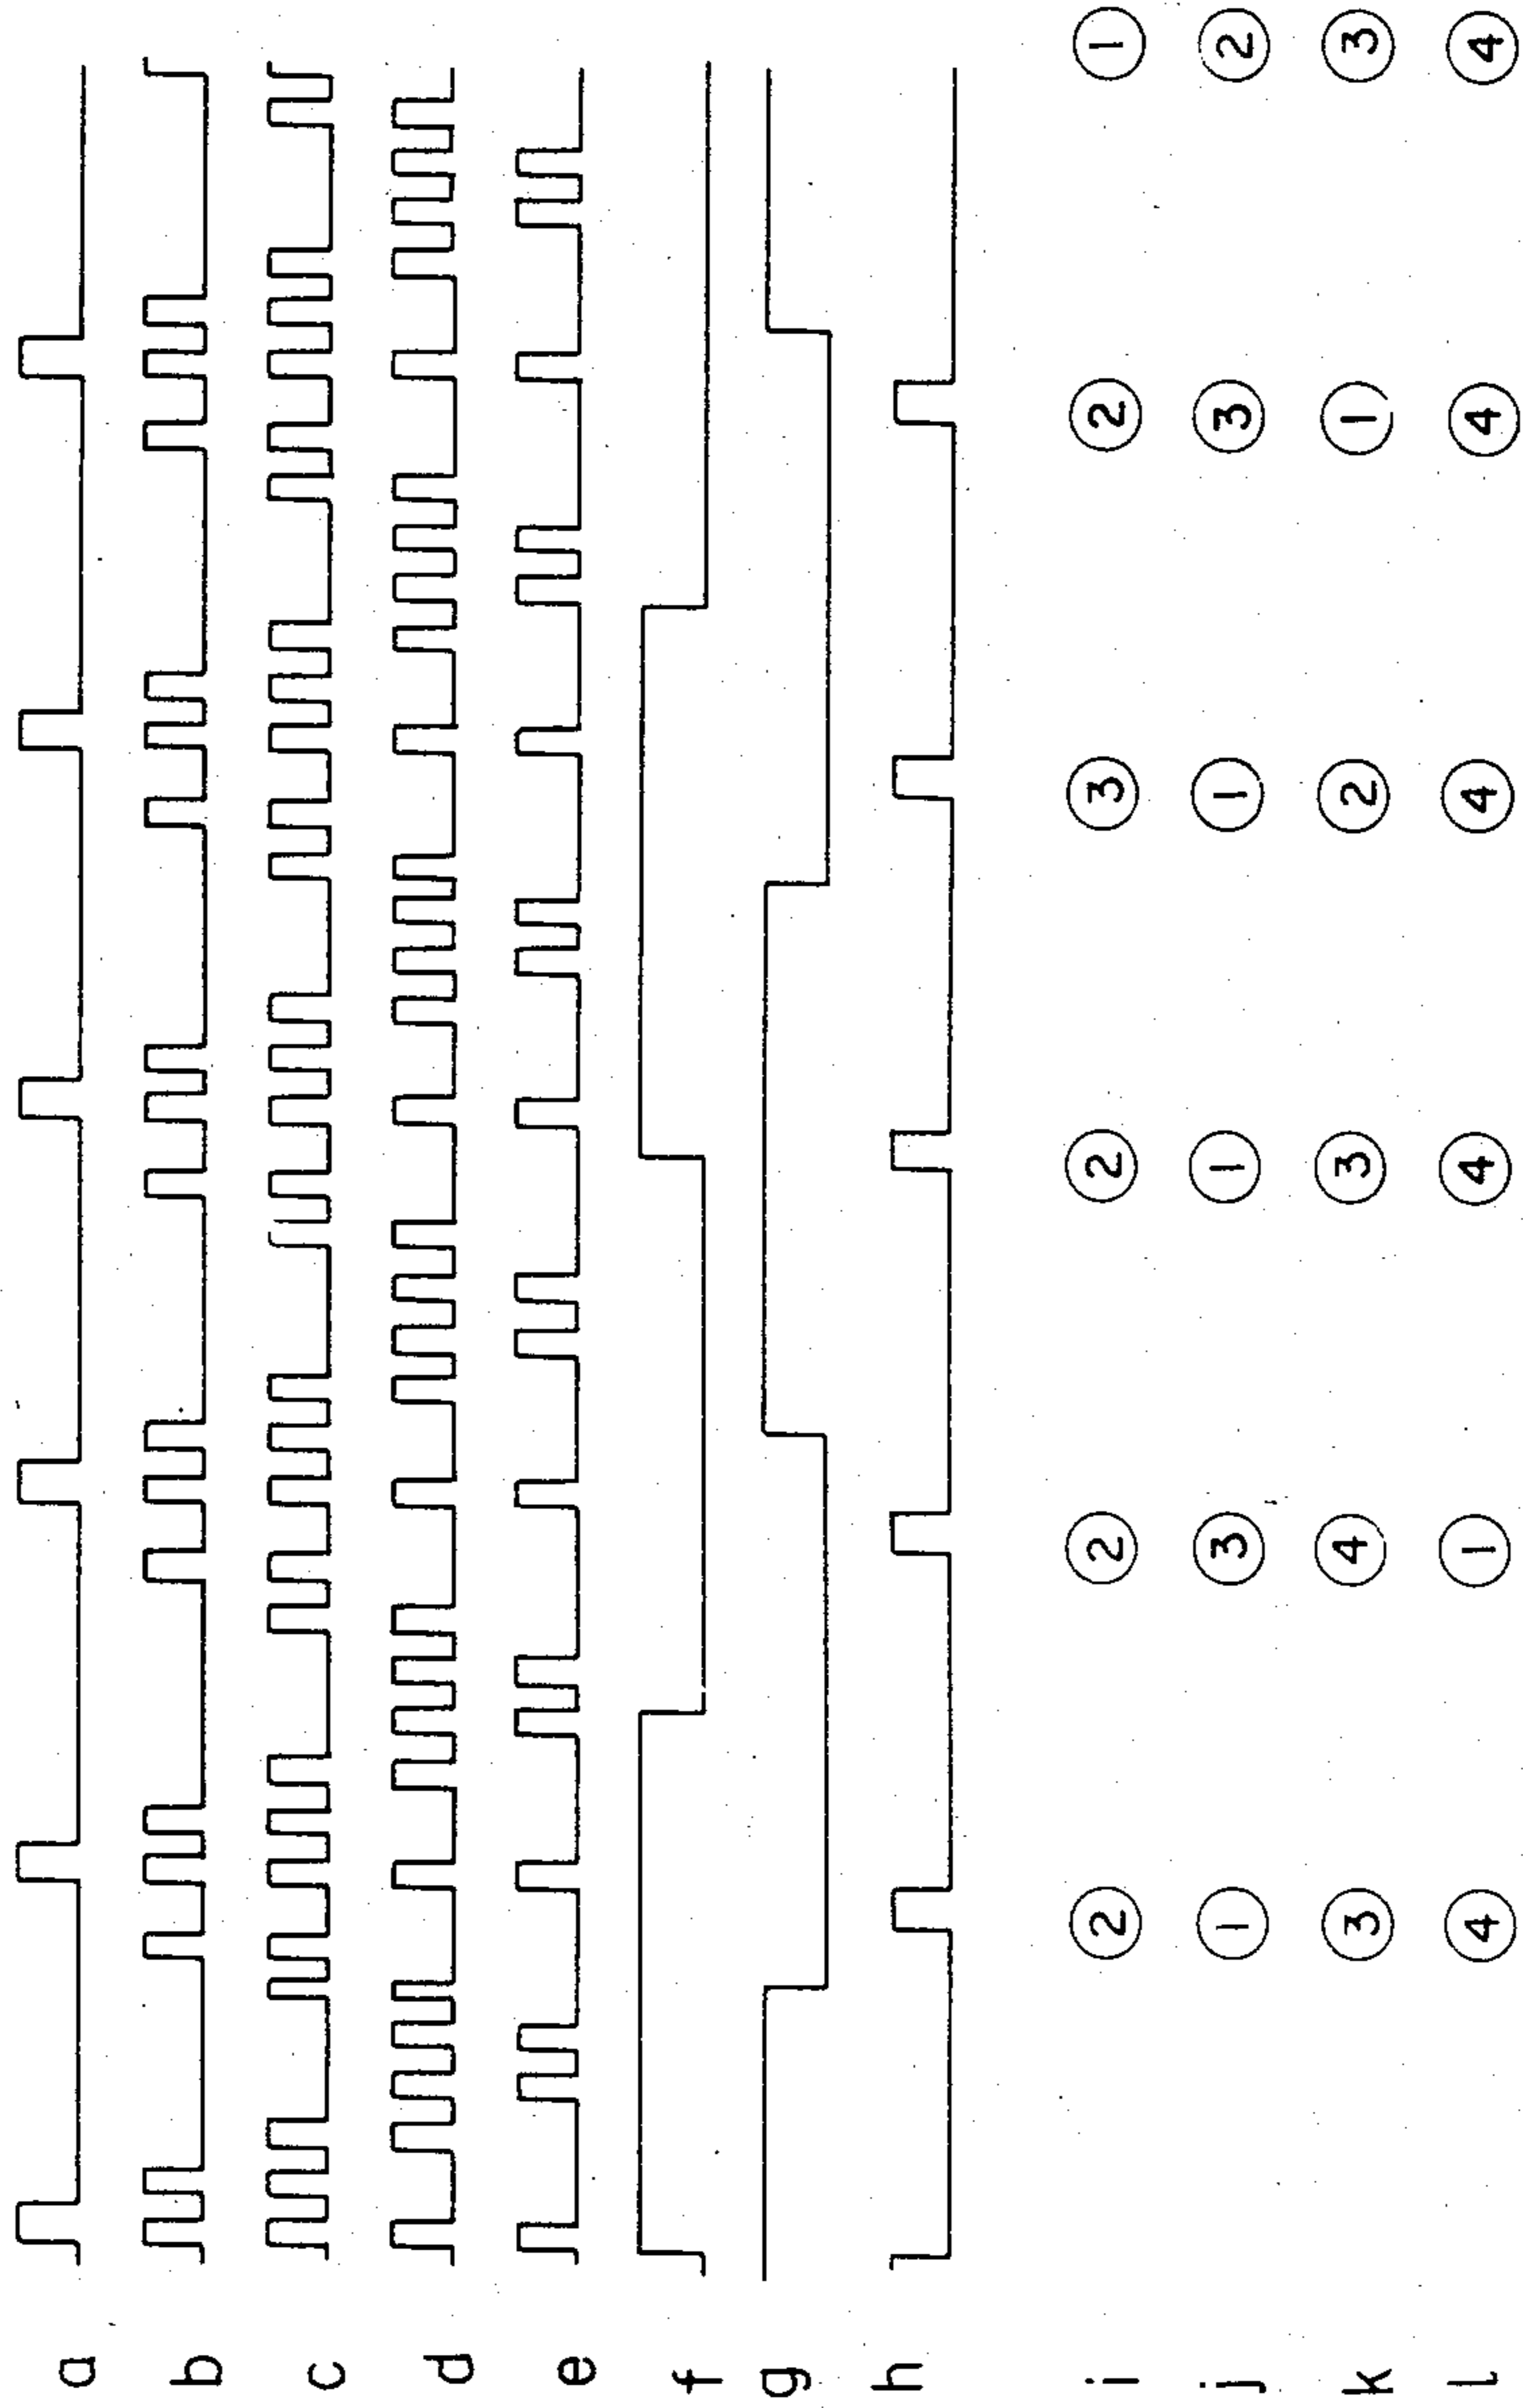 a
b
c
d
e
f
g
h
i ② ② ② ③ ② ①
j ① ③ ① ① ③ ②
k ③ ④ ③ ② ① ③
l ④ ① ④ ④ ④ ④